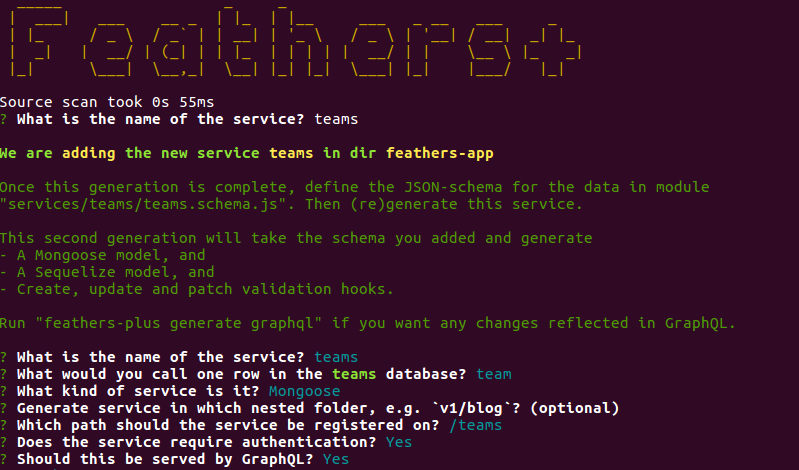 Feathers+
Source scan took 0s 55ms
? What is the name of the service? teams
We are adding the new service teams in dir feathers-app
Once this generation is complete, define the JSON-schema for the data in module
"services/teams/teams.schema.js". Then (re)generate this service.
This second generation will take the schema you added and generate
- A Mongoose model, and
- A Sequelize model, and
- Create, update and patch validation hooks.
Run "feathers-plus generate graphql" if you want any changes reflected in GraphQL.
? What is the name of the service? teams
? What would you call one row in the teams database? team
? What kind of service is it? Mongoose
? Generate service in which nested folder, e.g. `v1/blog`? (optional)
? Which path should the service be registered on? /teams
? Does the service require authentication? Yes
? Should this be served by GraphQL? Yes